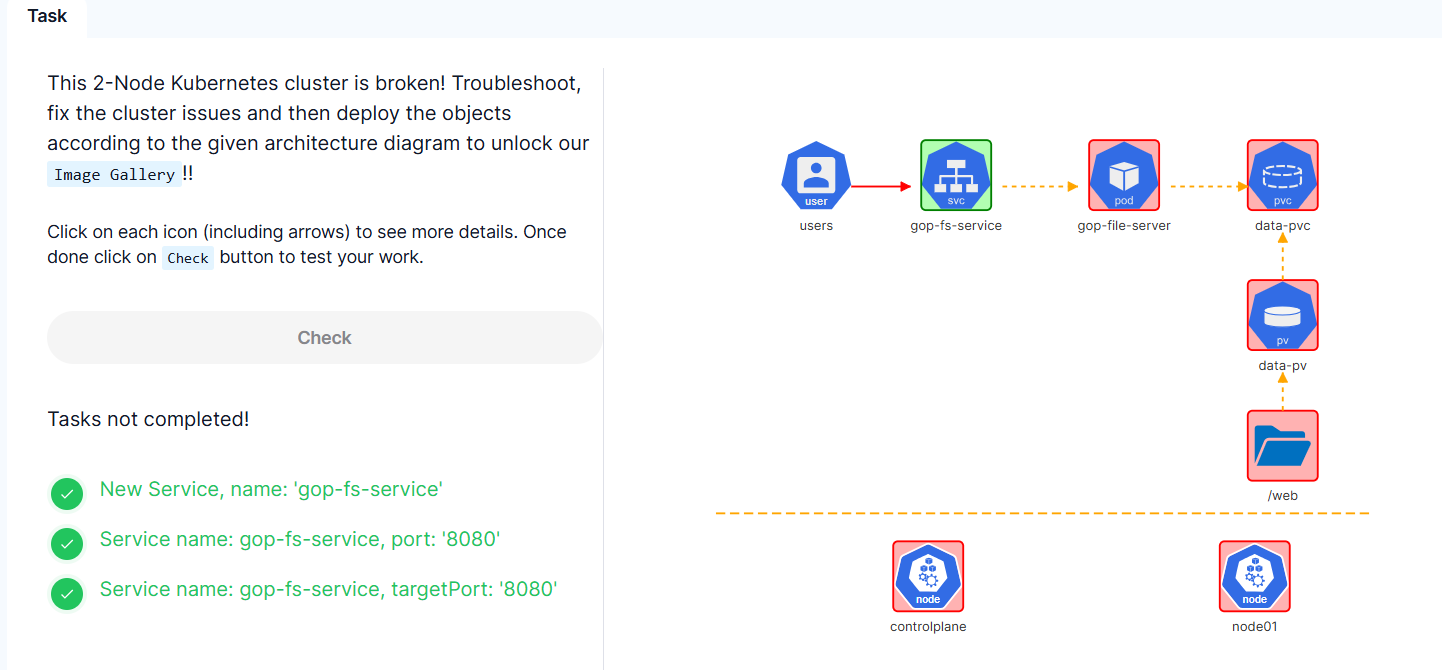 Task
This 2-Node Kubernetes cluster is broken! Troubleshoot,
fix the cluster issues and then deploy the objects
according to the given architecture diagram to unlock our
Image Gallery !!
Click on each icon (including arrows) to see more details. Once
done click on Check button to test your work.
Check
Tasks not completed!
New Service, name: 'gop-fs-service'
Service name: gop-fs-service, port: '8080'
Service name: gop-fs-service, targetPort: '8080'
user
svc
pod
pvc
users
gop-fs-service
gop-file-server
data-pvc
pv
data-pv
/web
node
node
controlplane
node01